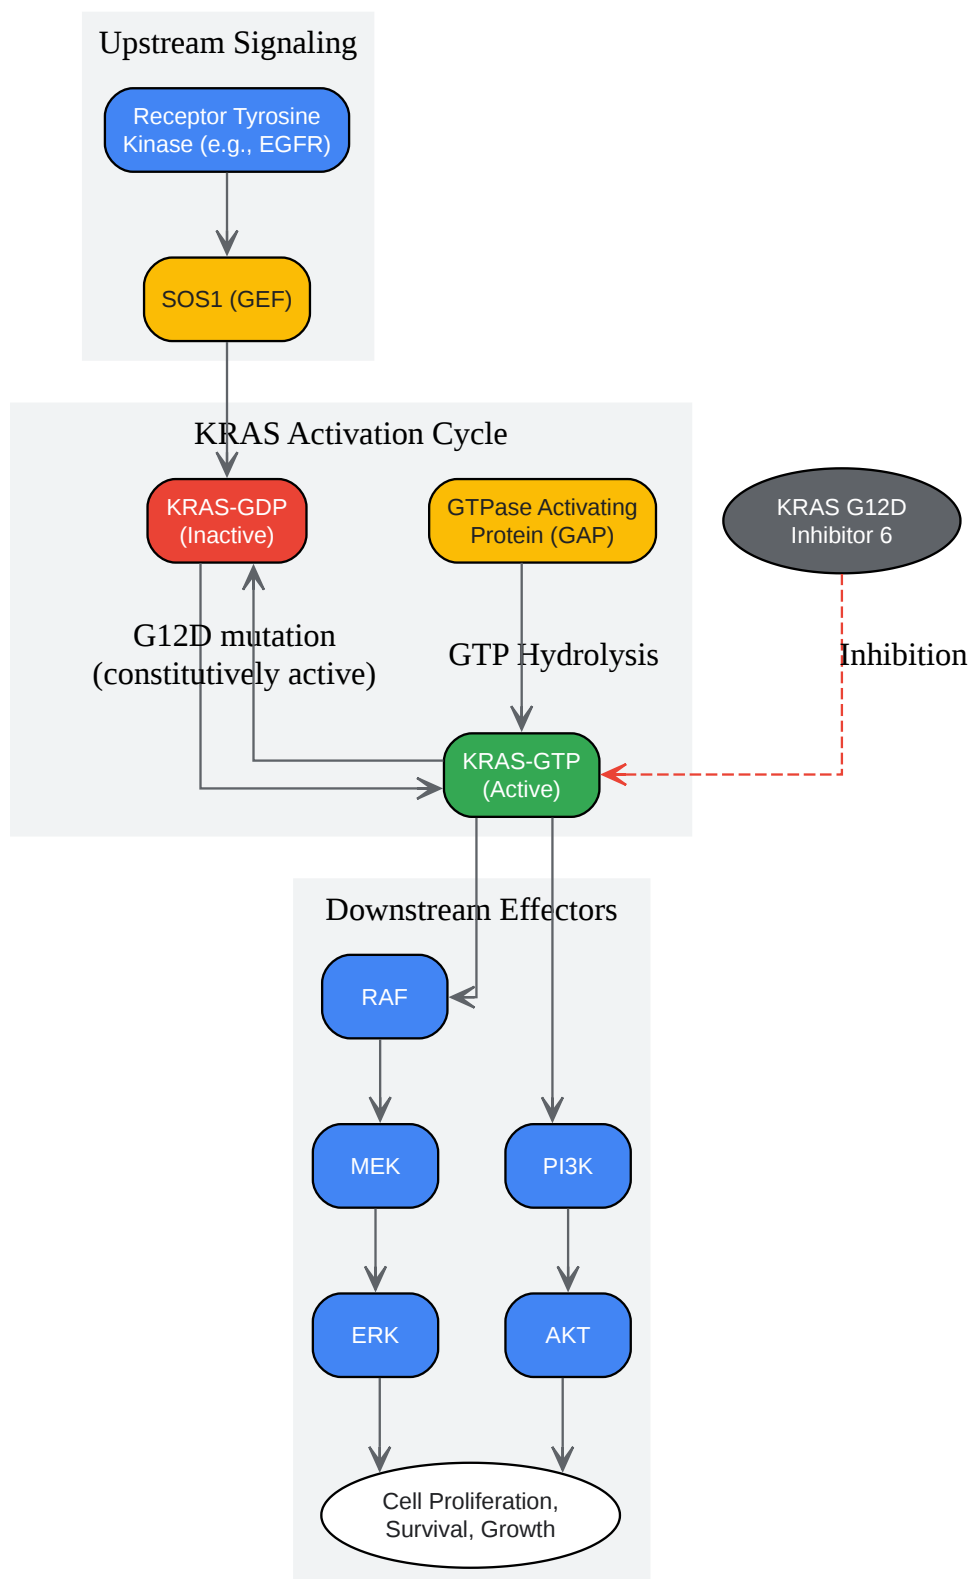 Upstream Signaling
Receptor Tyrosine
Kinase (e.g., EGFR)
SOS1 (GEF)
KRAS Activation Cycle
KRAS-GDP
(Inactive)
GTPase Activating
Protein (GAP)
KRAS G12D
Inhibitor 6
G12D mutation
(constitutively active)
GTP Hydrolysis
Inhibition
KRAS-GTP
(Active)
Downstream Effectors
RAF
MEK
PI3K
ERK
AKT
Cell Proliferation,
Survival, Growth